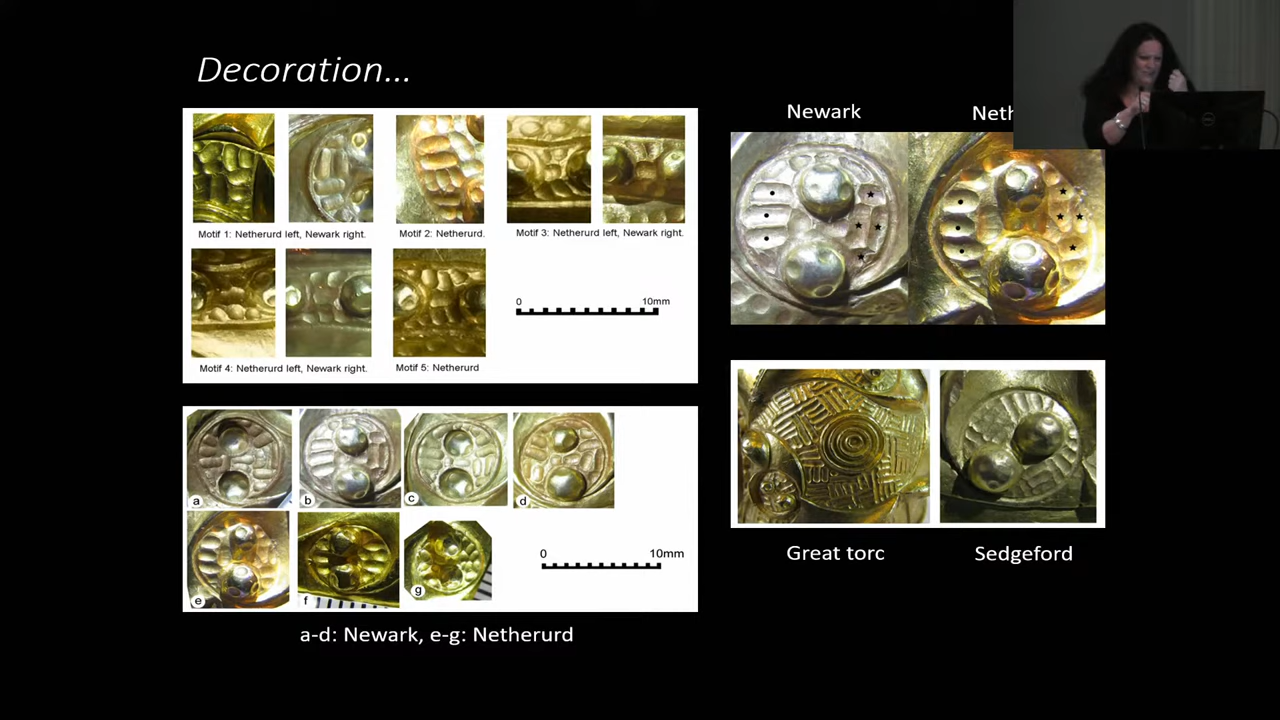 Decoration...
Motif 1: Netherurd left, Newark right.
Motif 2: Netherurd.
Motif 3: Netherurd left, Newark right.
0 10mm
Motif 4: Netherurd left, Newark right.
Motif 5: Netherurd
a
b
c
d
e
f
g
0 10mm
a-d: Newark, e-g: Netherurd
Newark
Neth
Great torc
Sedgeford